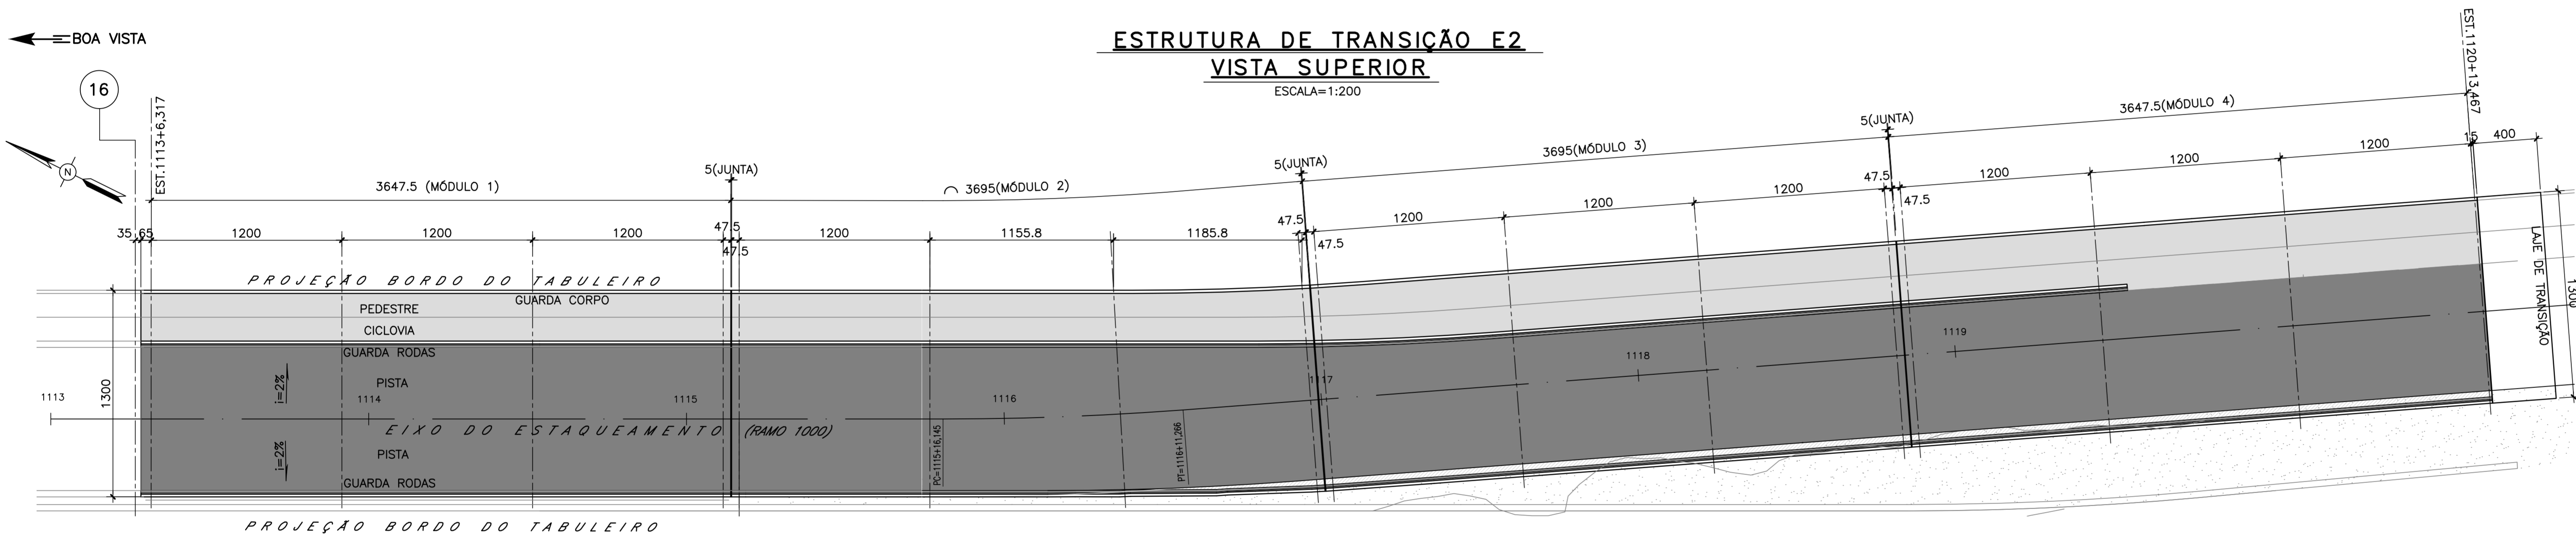 BOA VISTA
ESTRUTURA DE TRANSIÇÃO E2
VISTA SUPERIOR
ESCALA=1:200
16
N
EST.1113+6,317
3647.5 (MÓDULO 1)
5(JUNTA)
3695(MÓDULO 2)
5(JUNTA)
3695(MÓDULO 3)
5(JUNTA)
3647.5(MÓDULO 4)
EST.1120+13,467
35 65 1200 1200 1200 47.5
47.5
1200 1155.8 1185.8 47.5
47.5
1200 1200 1200 47.5
47.5
1200 1200 1200 15 400
PROJEÇÃO BORDO DO TABULEIRO
GUARDA CORPO
PEDESTRE
CICLOVIA
GUARDA RODAS
1300
i=2%
PISTA
1113 1114 1115 1116 1117 1118 1119
EIXO DO ESTAQUEAMENTO (RAMO 1000)
i=2%
PISTA
GUARDA RODAS
PROJEÇÃO BORDO DO TABULEIRO
PC=1115+16,145
PT=1116+11,266
LAJE DE TRANSIÇÃO
1300